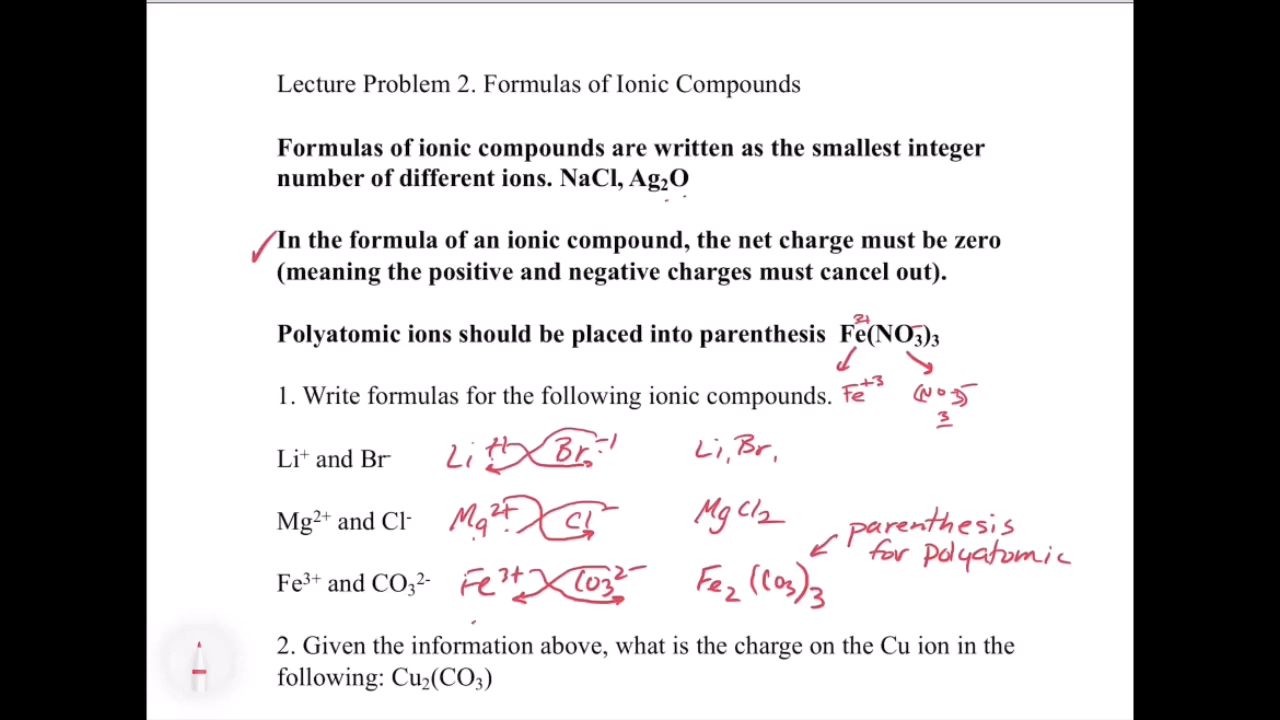 Lecture Problem 2. Formulas of Ionic Compounds
Formulas of ionic compounds are written as the smallest integer
number of different ions. NaCl, Ag₂O
In the formula of an ionic compound, the net charge must be zero
(meaning the positive and negative charges must cancel out).
Polyatomic ions should be placed into parenthesis Fe(NO₃)₃
1. Write formulas for the following ionic compounds. Fe⁺³ (NO₃)⁻
3
Li⁺ and Br⁻ Li⁺¹ Br⁻¹ Li₁Br₁
Mg²⁺ and Cl⁻ Mg²⁺ Cl⁻ MgCl₂
parenthesis
for polyatomic
Fe³⁺ and CO₃²⁻ Fe³⁺ CO₃²⁻ Fe₂(CO₃)₃
2. Given the information above, what is the charge on the Cu ion in the
following: Cu₂(CO₃)